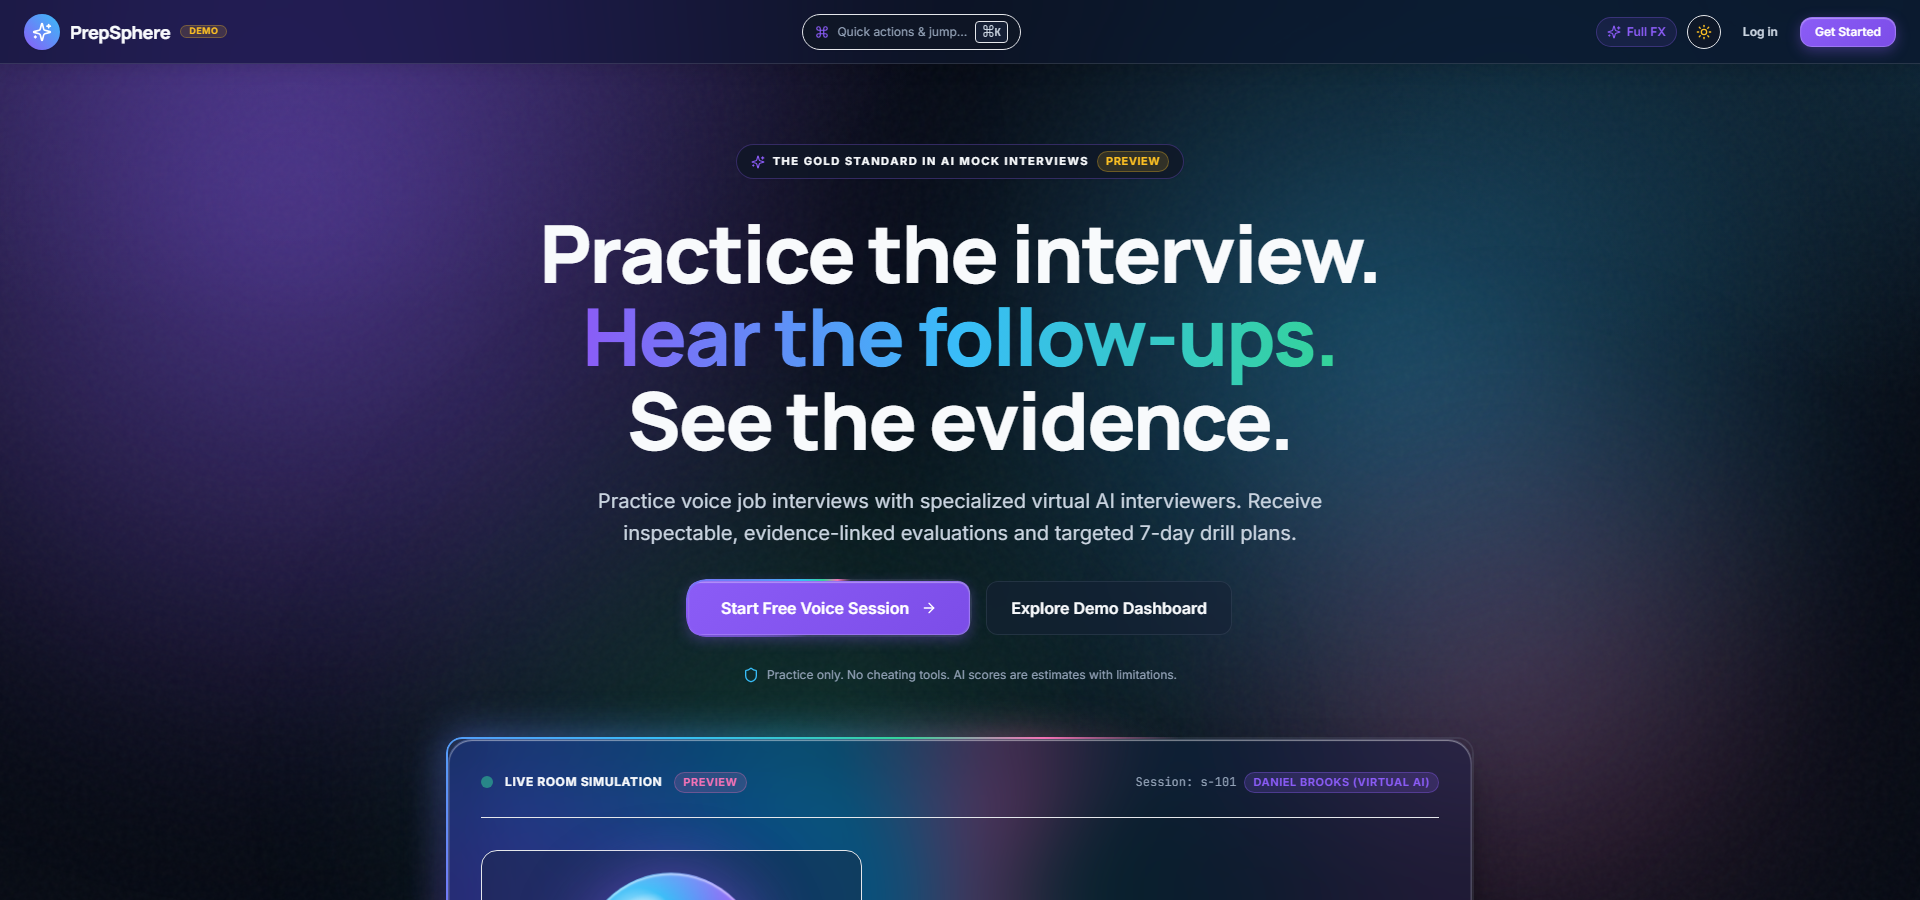 PrepSphere DEMO
Quick actions & jump... ⌘K
Full FX
Log in
Get Started
THE GOLD STANDARD IN AI MOCK INTERVIEWS PREVIEW
Practice the interview.
Hear the follow-ups.
See the evidence.
Practice voice job interviews with specialized virtual AI interviewers. Receive
inspectable, evidence-linked evaluations and targeted 7-day drill plans.
Start Free Voice Session →
Explore Demo Dashboard
Practice only. No cheating tools. AI scores are estimates with limitations.
LIVE ROOM SIMULATION PREVIEW
Session: s-101 DANIEL BROOKS (VIRTUAL AI)